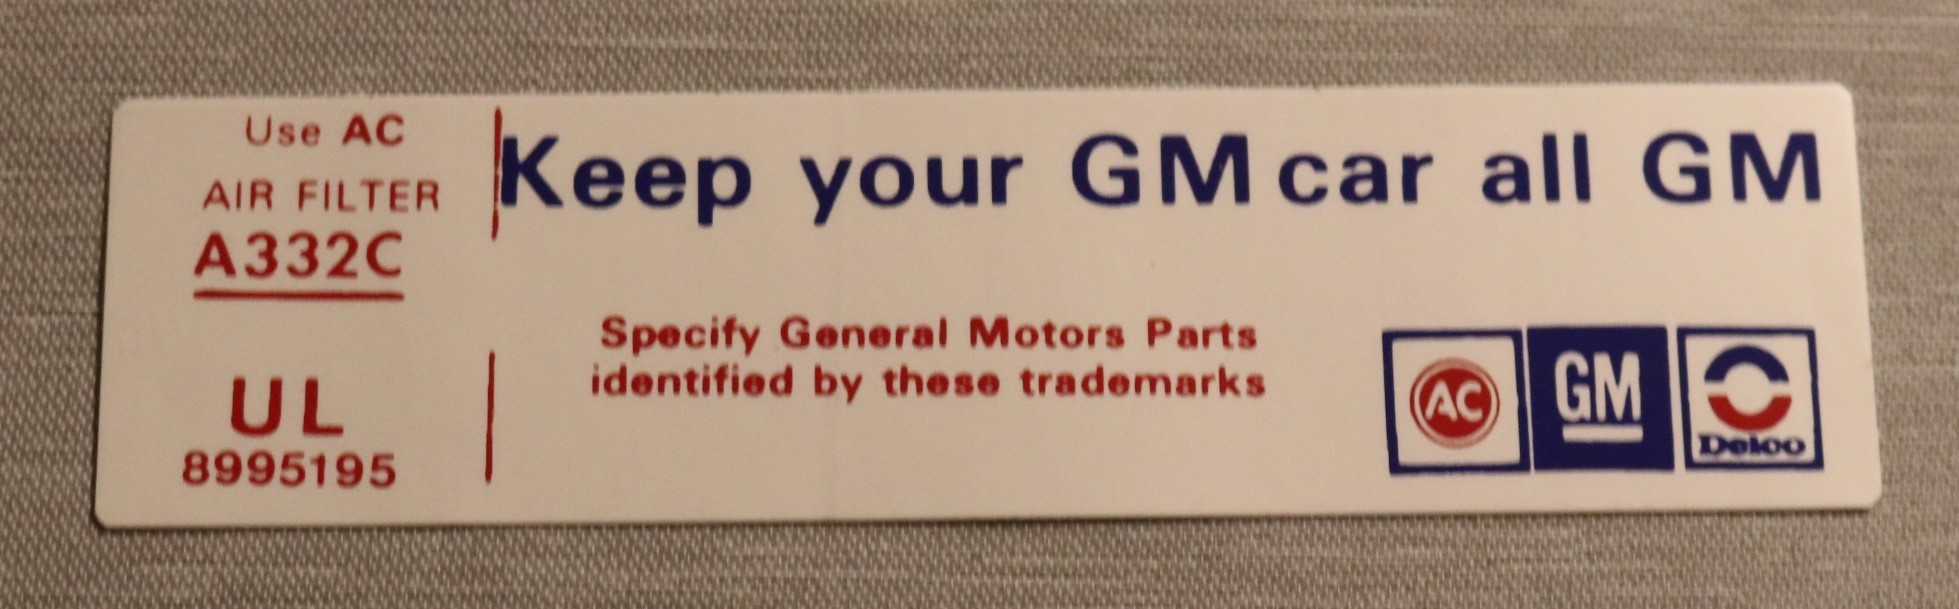 Use AC
AIR FILTER
A332C
UL
8995195
Keep your GM car all GM
Specify General Motors Parts
identified by these trademarks
AC
GM
Delco